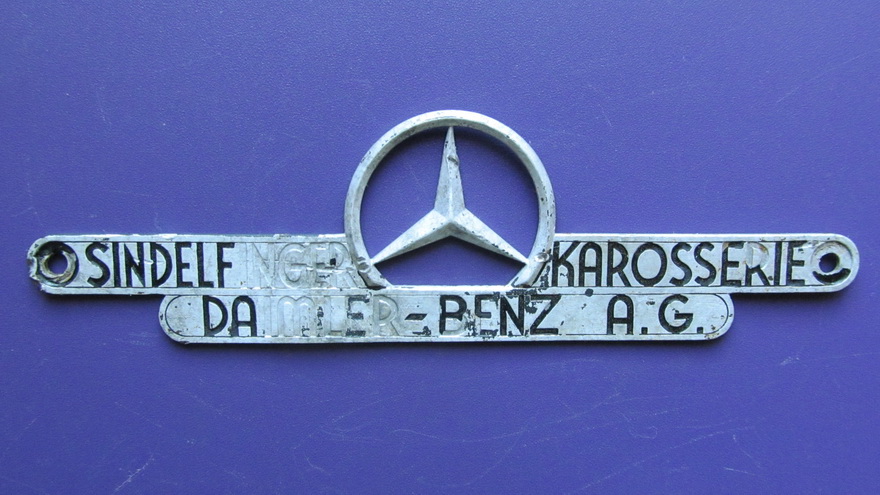 SINDELFINGER KAROSSERIE
DAIMLER-BENZ A.G.